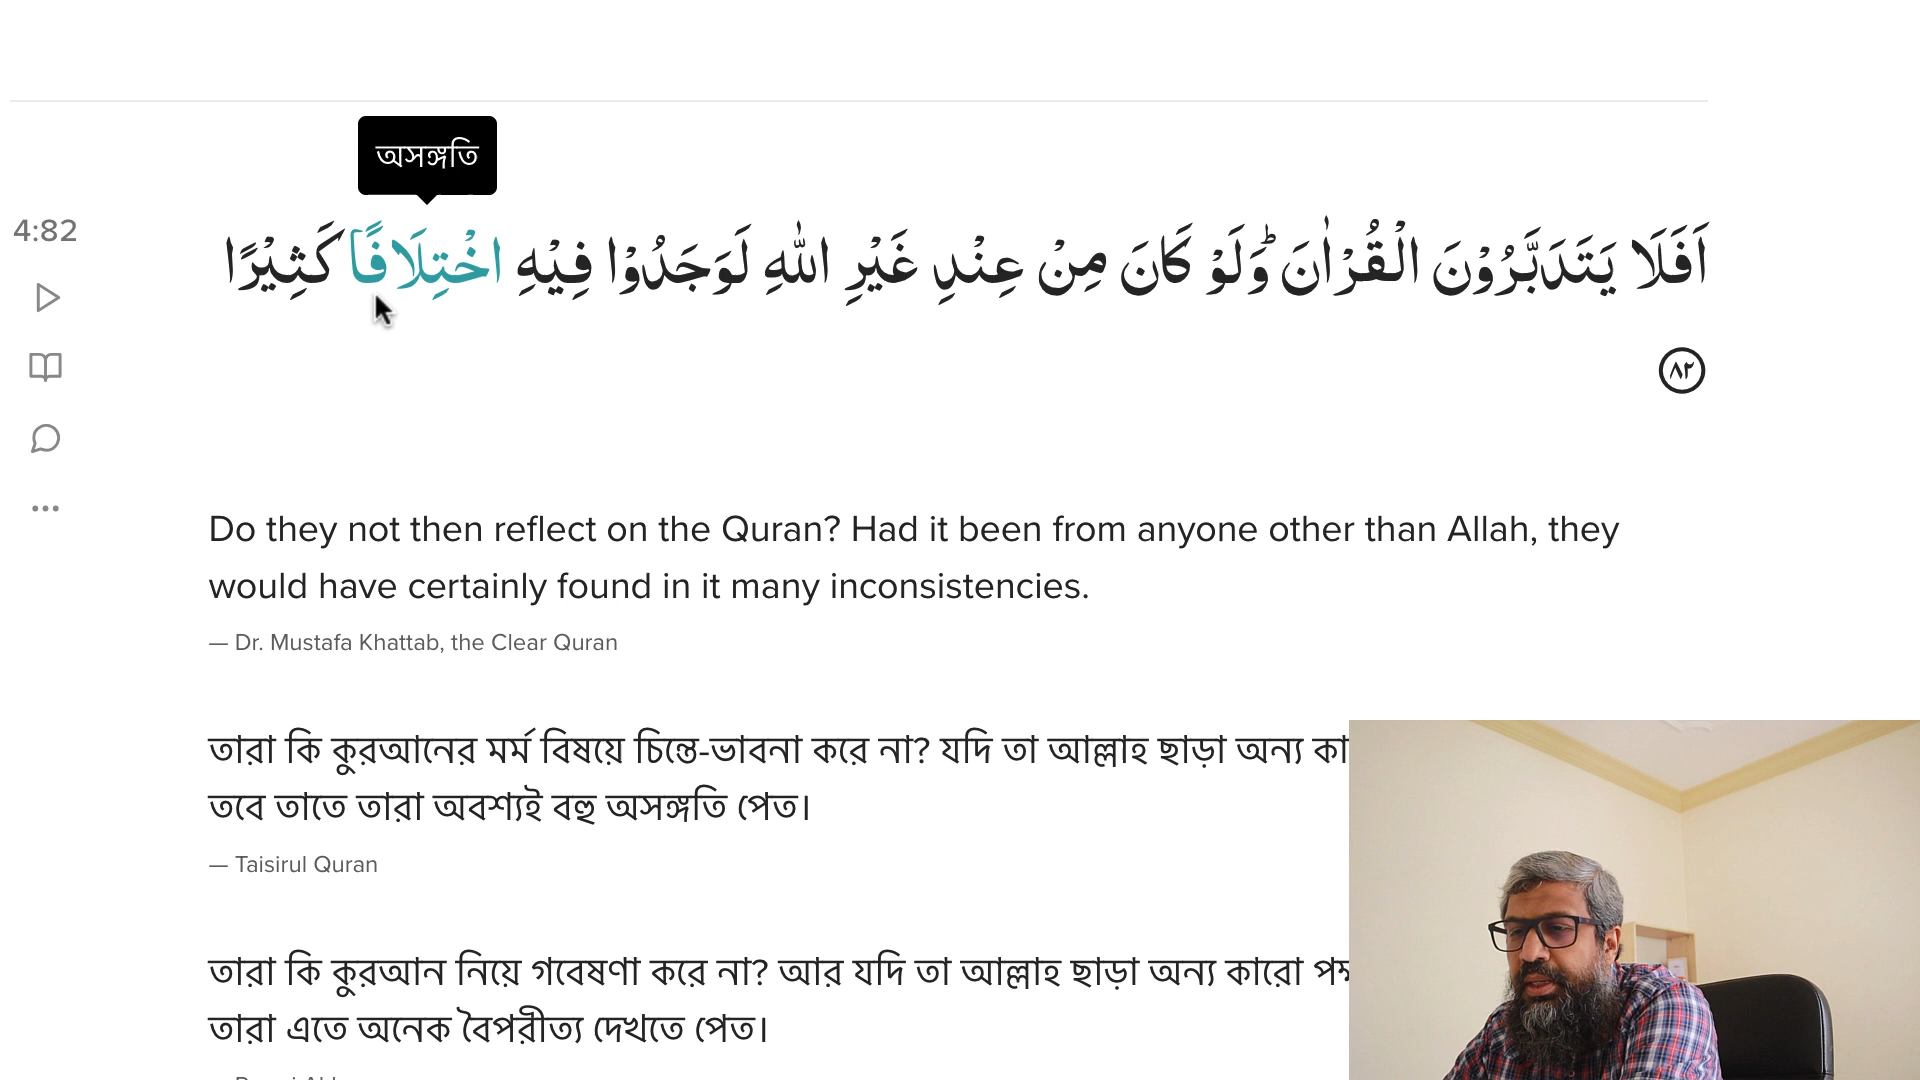 অসঙ্গতি
4:82
اَفَلَا يَتَدَبَّرُوْنَ الْقُرْاٰنَ ؕ وَلَوْ كَانَ مِنْ عِنْدِ غَيْرِ اللّٰهِ لَوَجَدُوْا فِيْهِ اخْتِلَافًا كَثِيْرًا
٨٢
Do they not then reflect on the Quran? Had it been from anyone other than Allah, they
would have certainly found in it many inconsistencies.
— Dr. Mustafa Khattab, the Clear Quran
তারা কি কুরআনের মর্ম বিষয়ে চিন্তে-ভাবনা করে না? যদি তা আল্লাহ ছাড়া অন্য
তবে তাতে তারা অবশ্যই বহু অসঙ্গতি পেত।
— Taisirul Quran
তারা কি কুরআন নিয়ে গবেষণা করে না? আর যদি তা আল্লাহ ছাড়া অন্য কারো
তারা এতে অনেক বৈপরীত্য দেখতে পেত।